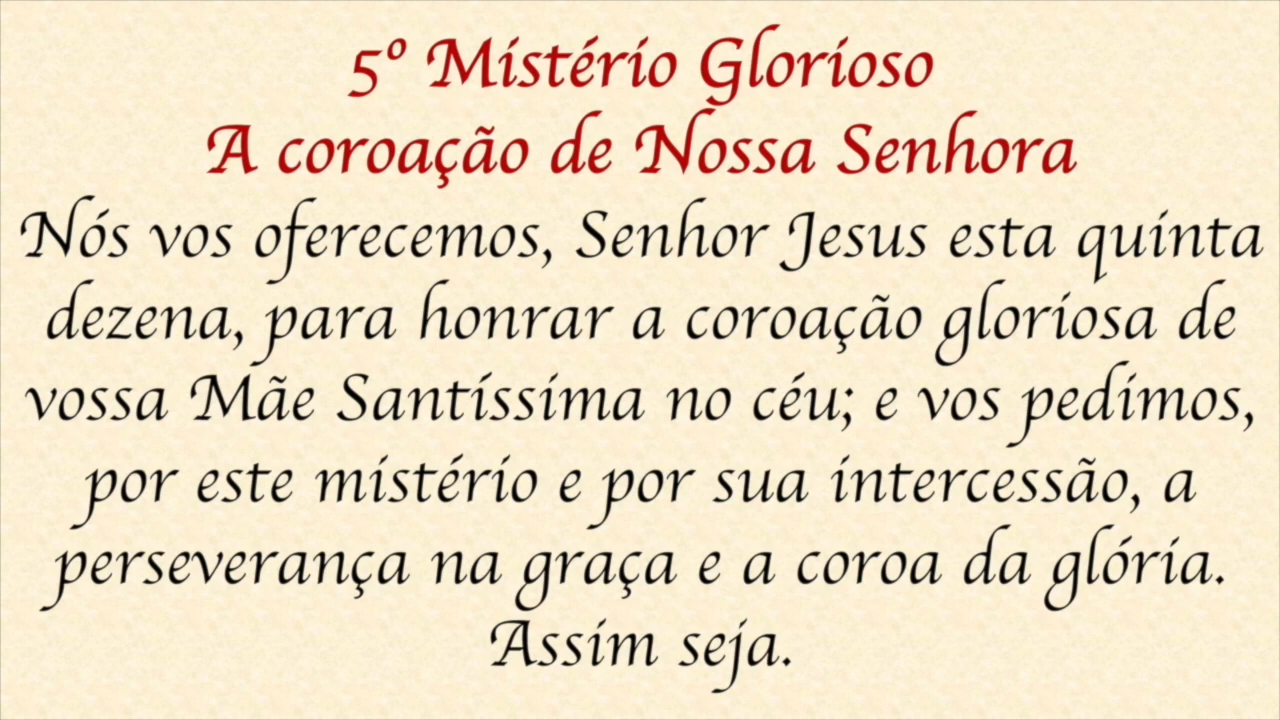 5º Mistério Glorioso
A coroação de Nossa Senhora
Nós vos oferecemos, Senhor Jesus esta quinta
dezena, para honrar a coroação gloriosa de
vossa Mãe Santíssima no céu; e vos pedimos,
por este mistério e por sua intercessão, a
perseverança na graça e a coroa da glória.
Assim seja.